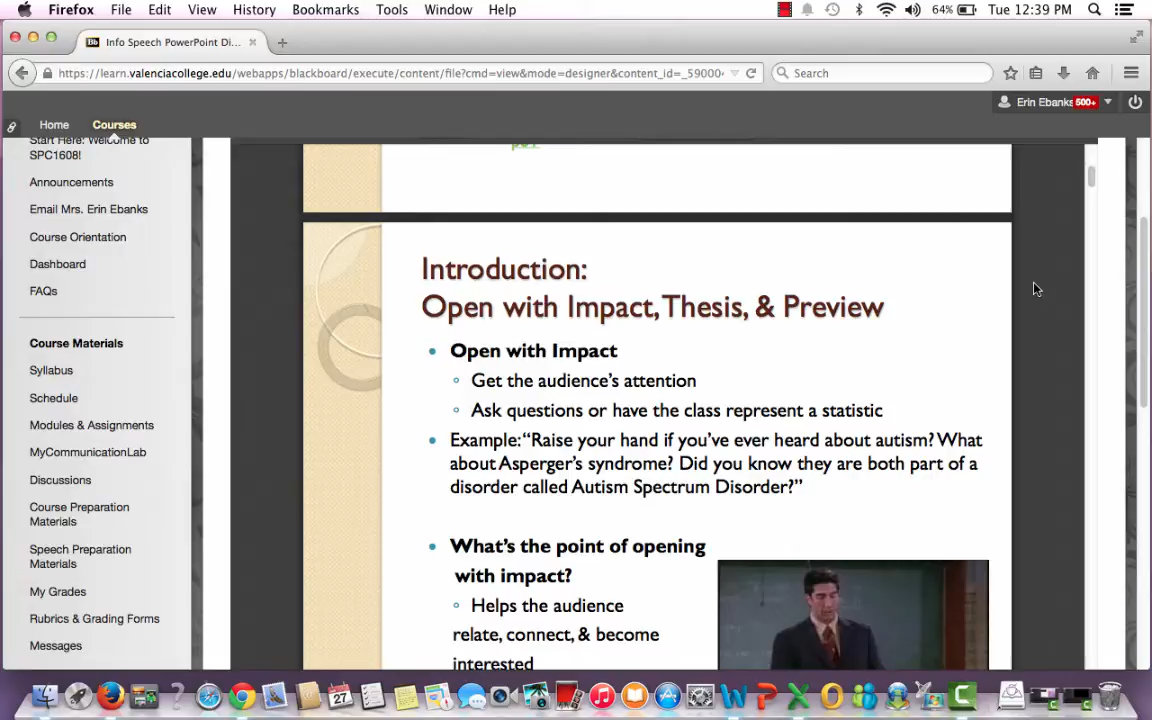 Firefox File Edit View History Bookmarks Tools Window Help 64% Tue 12:39 PM
Bb Info Speech PowerPoint Di...
https://learn.valenciacollege.edu/webapps/blackboard/execute/content/file?cmd=view&mode=designer&content_id=_59000 Search
Erin Ebanks 500+
Home Courses
Start Here: Welcome to
SPC1608!
Announcements
Email Mrs. Erin Ebanks
Course Orientation
Dashboard
FAQs
Course Materials
Syllabus
Schedule
Modules & Assignments
MyCommunicationLab
Discussions
Course Preparation
Materials
Speech Preparation
Materials
My Grades
Rubrics & Grading Forms
Messages
Introduction:
Open with Impact, Thesis, & Preview
Open with Impact
Get the audience's attention
Ask questions or have the class represent a statistic
Example: "Raise your hand if you've ever heard about autism? What
about Asperger's syndrome? Did you know they are both part of a
disorder called Autism Spectrum Disorder?"
What's the point of opening
with impact?
Helps the audience
relate, connect, & become
interested
27